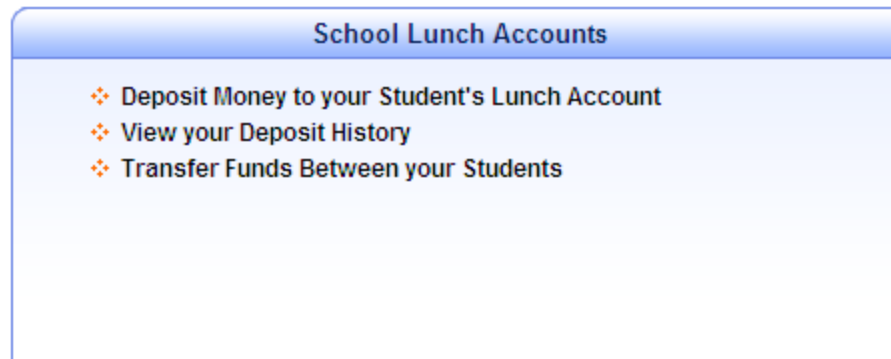 School Lunch Accounts
Deposit Money to your Student's Lunch Account
View your Deposit History
Transfer Funds Between your Students